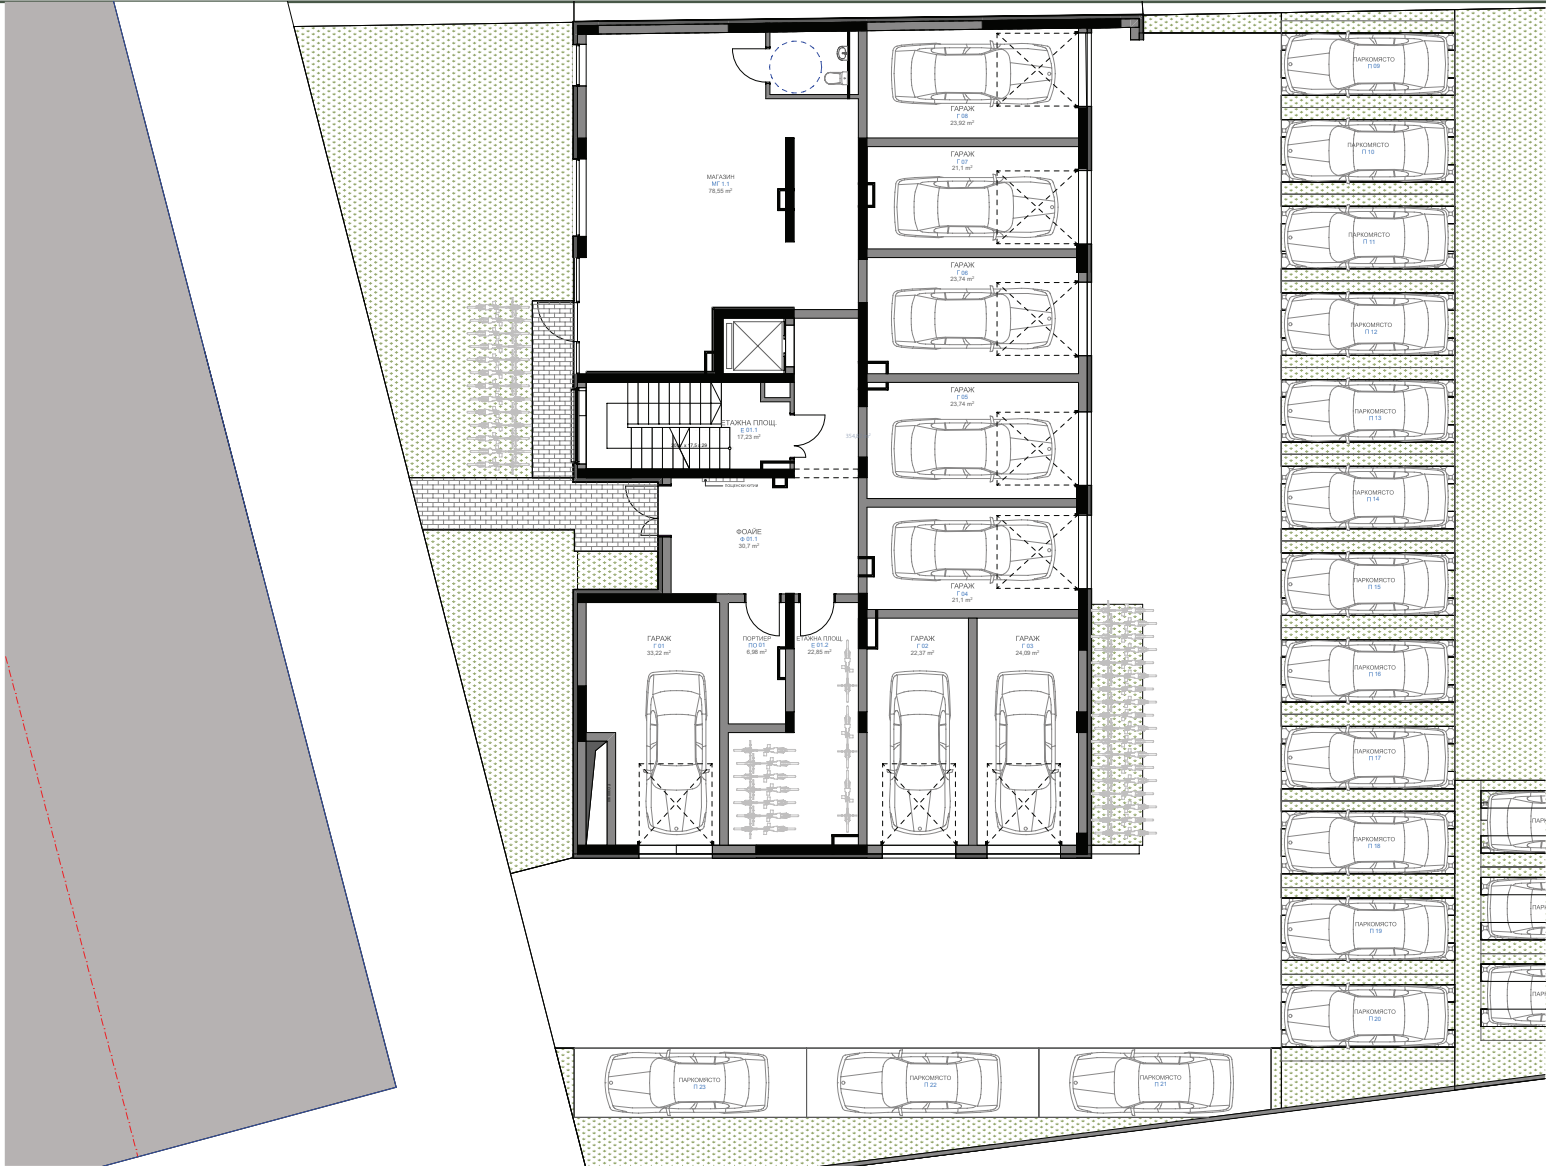 ПАРКОМЯСТО
П 09
ГАРАЖ
Г 08
23,92 m²
ПАРКОМЯСТО
П 10
ГАРАЖ
Г 07
21,1 m²
МАГАЗИН
МГ 1.1
78,55 m²
ПАРКОМЯСТО
П 11
ГАРАЖ
Г 06
23,74 m²
ПАРКОМЯСТО
П 12
ГАРАЖ
Г 05
23,74 m²
ПАРКОМЯСТО
П 13
ЕТАЖНА ПЛОЩ.
Е 01.1
17,23 m²
ПАРКОМЯСТО
П 14
ПОЩЕНСКИ КУТИИ
ФОАЙЕ
Ф 01.1
30,7 m²
ГАРАЖ
Г 04
21,1 m²
ПАРКОМЯСТО
П 15
ГАРАЖ
Г 01
33,22 m²
ПОРТИЕР
ПО 01
6,98 m²
ЕТАЖНА ПЛОЩ.
Е 01.2
22,85 m²
ГАРАЖ
Г 02
22,37 m²
ГАРАЖ
Г 03
24,09 m²
ПАРКОМЯСТО
П 16
ПАРКОМЯСТО
П 17
ПАРКОМЯСТО
П 18
ПАРКОМЯСТО
П 19
ПАРКОМЯСТО
П 20
ПАРКОМЯСТО
П 23
ПАРКОМЯСТО
П 22
ПАРКОМЯСТО
П 21